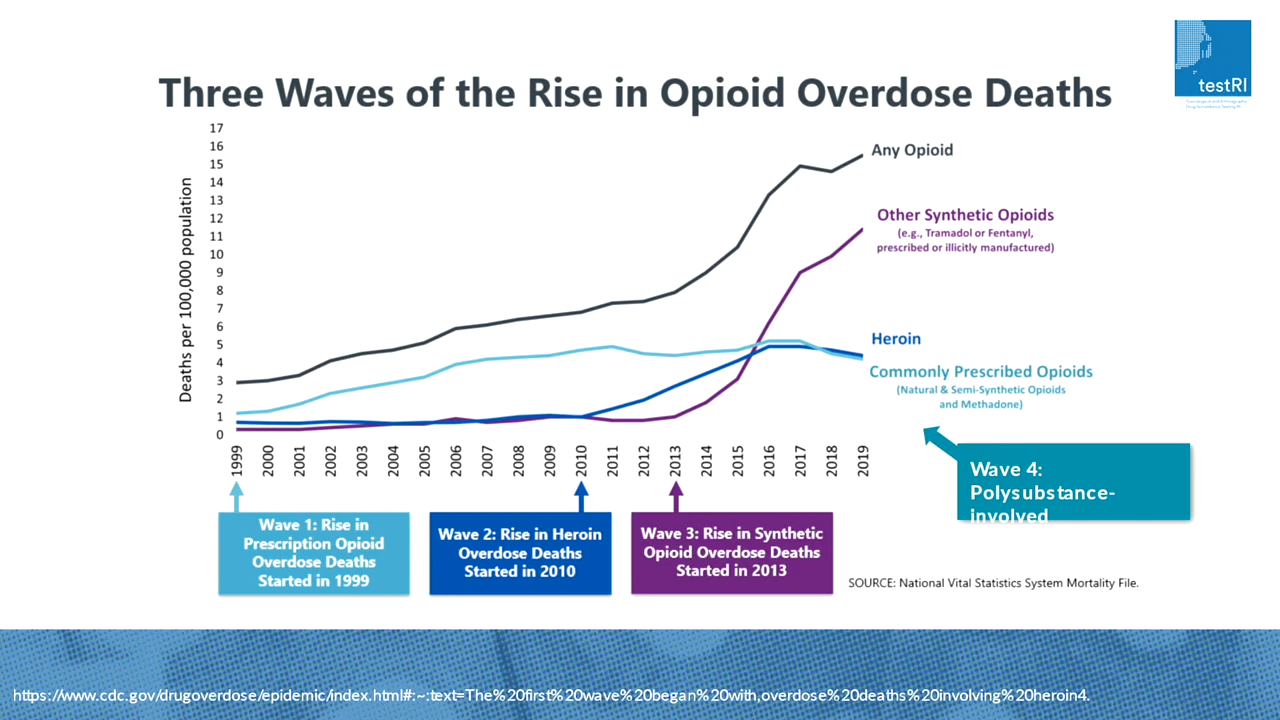 testRI
Three Waves of the Rise in Opioid Overdose Deaths
Deaths per 100,000 population
17
16
15
14
13
12
11
10
9
8
7
6
5
4
3
2
1
0
1999 2000 2001 2002 2003 2004 2005 2006 2007 2008 2009 2010 2011 2012 2013 2014 2015 2016 2017 2018 2019
Any Opioid
Other Synthetic Opioids
(e.g., Tramadol or Fentanyl,
prescribed or illicitly manufactured)
Heroin
Commonly Prescribed Opioids
(Natural & Semi-Synthetic Opioids
and Methadone)
Wave 4:
Polysubstance-
involved
Wave 1: Rise in
Prescription Opioid
Overdose Deaths
Started in 1999
Wave 2: Rise in Heroin
Overdose Deaths
Started in 2010
Wave 3: Rise in Synthetic
Opioid Overdose Deaths
Started in 2013
SOURCE: National Vital Statistics System Mortality File.
https://www.cdc.gov/drugoverdose/epidemic/index.html#:~:text=The%20first%20wave%20began%20with,overdose%20deaths%20involving%20heroin4.